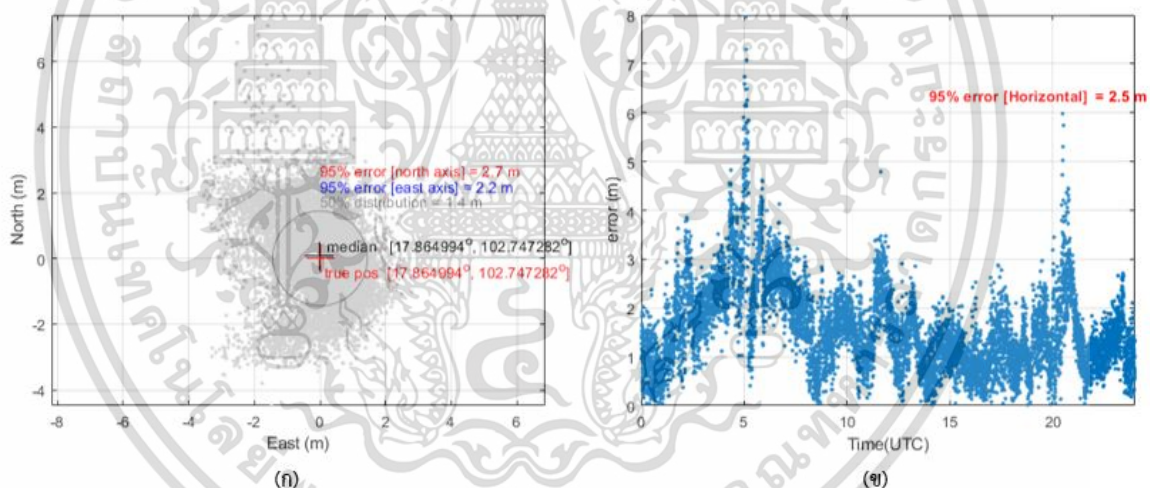 6
4
2
0
-2
-4
North (m)
95% error [north axis] = 2.7 m
95% error [east axis] = 2.2 m
50% distribution = 1.4 m
median [17.864994°, 102.747282°]
true pos [17.864994°, 102.747282°]
-8 -6 -4 -2 0 2 4 6
East (m)
(ก)
8
7
6
5
4
3
2
1
0
error (m)
95% error [Horizontal] = 2.5 m
0 5 10 15 20
Time(UTC)
(ข)